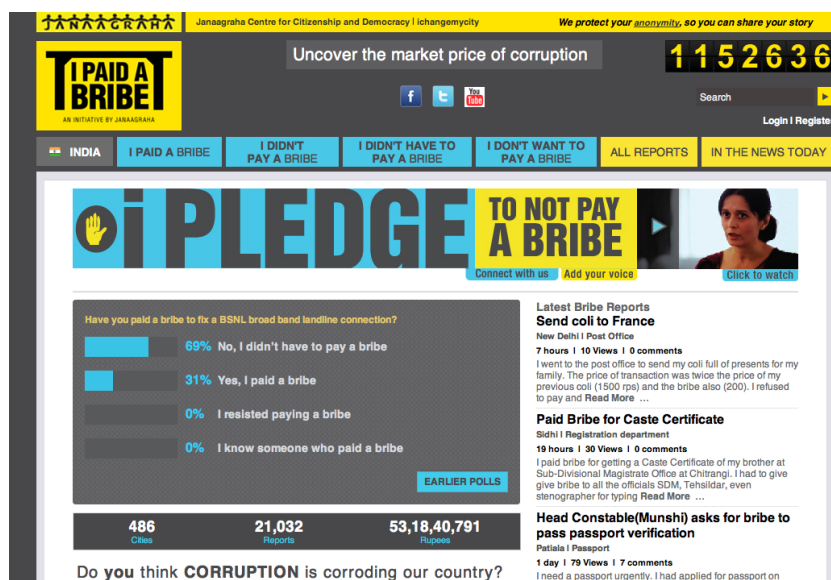 JANAAGRAHA
Janaagraha Centre for Citizenship and Democracy | ichangemycity
We protect your anonymity, so you can share your story
I PAID A
BRIBE
AN INITIATIVE BY JANAAGRAHA
Uncover the market price of corruption
1152636
f
t
You
Tube
Search
Login | Registe
INDIA
I PAID A BRIBE
I DIDN'T
PAY A BRIBE
I DIDN'T HAVE TO
PAY A BRIBE
I DON'T WANT TO
PAY A BRIBE
ALL REPORTS
IN THE NEWS TODAY
i PLEDGE
TO NOT PAY
A BRIBE
Connect with us
Add your voice
Click to watch
Have you paid a bribe to fix a BSNL broad band landline connection?
69% No, I didn't have to pay a bribe
31% Yes, I paid a bribe
0% I resisted paying a bribe
0% I know someone who paid a bribe
EARLIER POLLS
486
Cities
21,032
Reports
53,18,40,791
Rupees
Do you think CORRUPTION is corroding our country?
Latest Bribe Reports
Send coli to France
New Delhi | Post Office
7 hours | 10 Views | 0 comments
I went to the post office to send my coli full of presents for my
family. The price of transaction was twice the price of my
previous coli (1500 rps) and the bribe also (200). I refused
to pay and Read More ...
Paid Bribe for Caste Certificate
Sidhi | Registration department
19 hours | 30 Views | 0 comments
I paid bribe for getting a Caste Certificate of my brother at
Sub-Divisional Magistrate Office at Chitrangi. I had to give
give bribe to all the officials SDM, Tehsildar, even
stenographer for typing Read More ...
Head Constable(Munshi) asks for bribe to
pass passport verification
Patiala | Passport
1 day | 79 Views | 7 comments
I need a passport urgently. I had applied for passport on